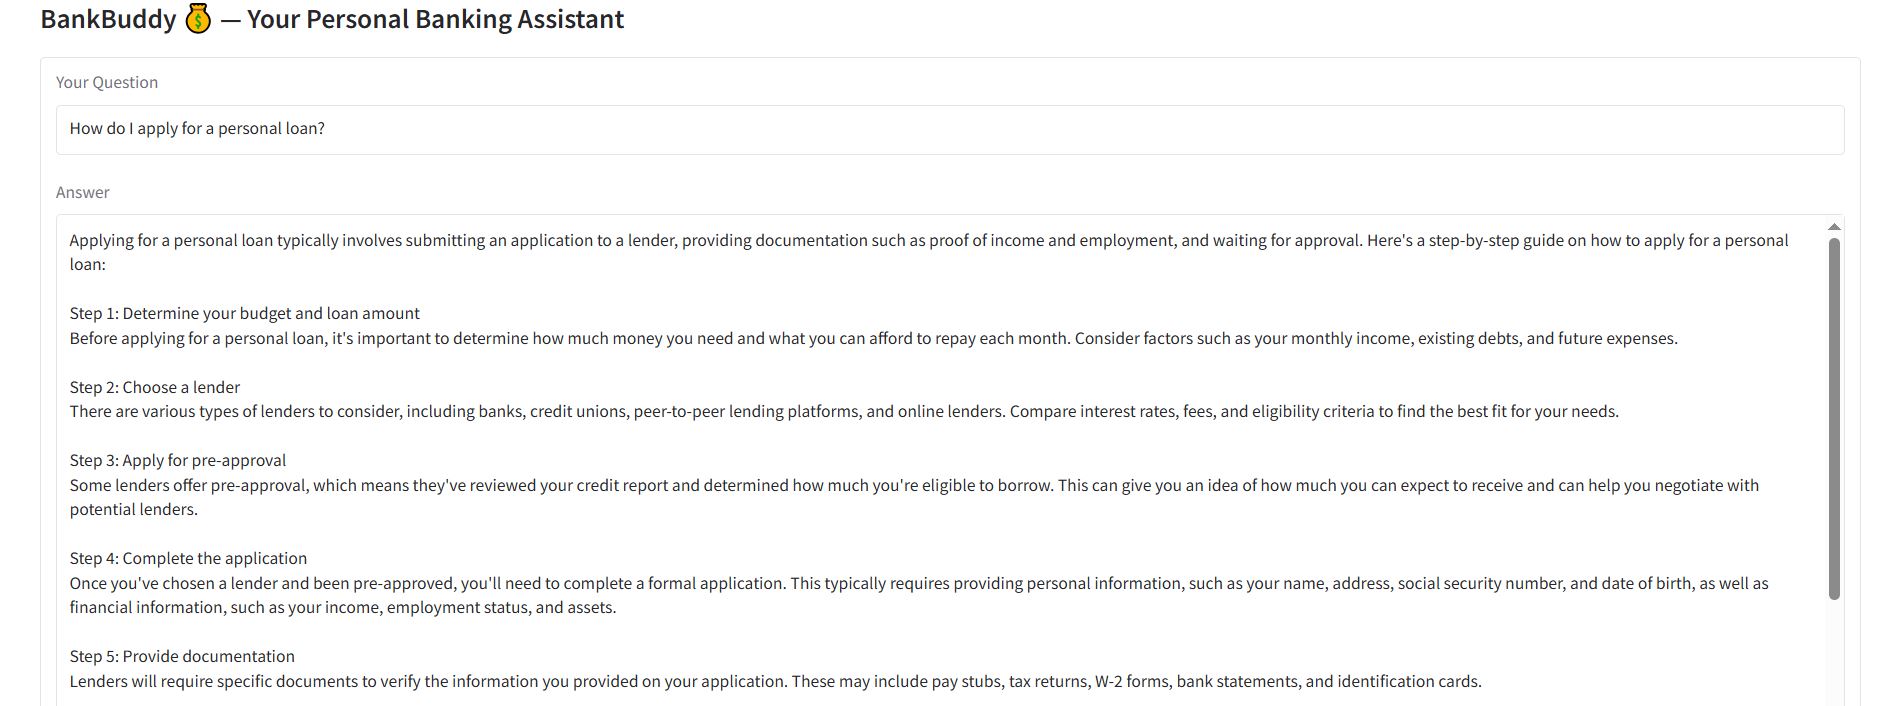 BankBuddy 💰 — Your Personal Banking Assistant
Your Question
How do I apply for a personal loan?
Answer
Applying for a personal loan typically involves submitting an application to a lender, providing documentation such as proof of income and employment, and waiting for approval. Here's a step-by-step guide on how to apply for a personal
loan:
Step 1: Determine your budget and loan amount
Before applying for a personal loan, it's important to determine how much money you need and what you can afford to repay each month. Consider factors such as your monthly income, existing debts, and future expenses.
Step 2: Choose a lender
There are various types of lenders to consider, including banks, credit unions, peer-to-peer lending platforms, and online lenders. Compare interest rates, fees, and eligibility criteria to find the best fit for your needs.
Step 3: Apply for pre-approval
Some lenders offer pre-approval, which means they've reviewed your credit report and determined how much you're eligible to borrow. This can give you an idea of how much you can expect to receive and can help you negotiate with
potential lenders.
Step 4: Complete the application
Once you've chosen a lender and been pre-approved, you'll need to complete a formal application. This typically requires providing personal information, such as your name, address, social security number, and date of birth, as well as
financial information, such as your income, employment status, and assets.
Step 5: Provide documentation
Lenders will require specific documents to verify the information you provided on your application. These may include pay stubs, tax returns, W-2 forms, bank statements, and identification cards.